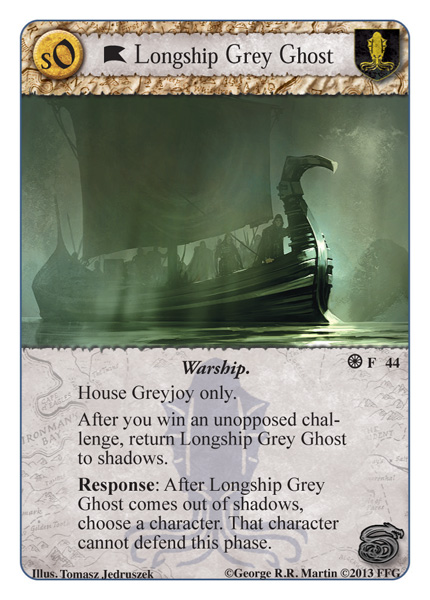 s0
Longship Grey Ghost
Warship.
F 44
House Greyjoy only.
After you win an unopposed chal-
lenge, return Longship Grey Ghost
to shadows.
Response: After Longship Grey
Ghost comes out of shadows,
choose a character. That character
cannot defend this phase.
Illus. Tomasz Jedruszek
©George R.R. Martin ©2013 FFG